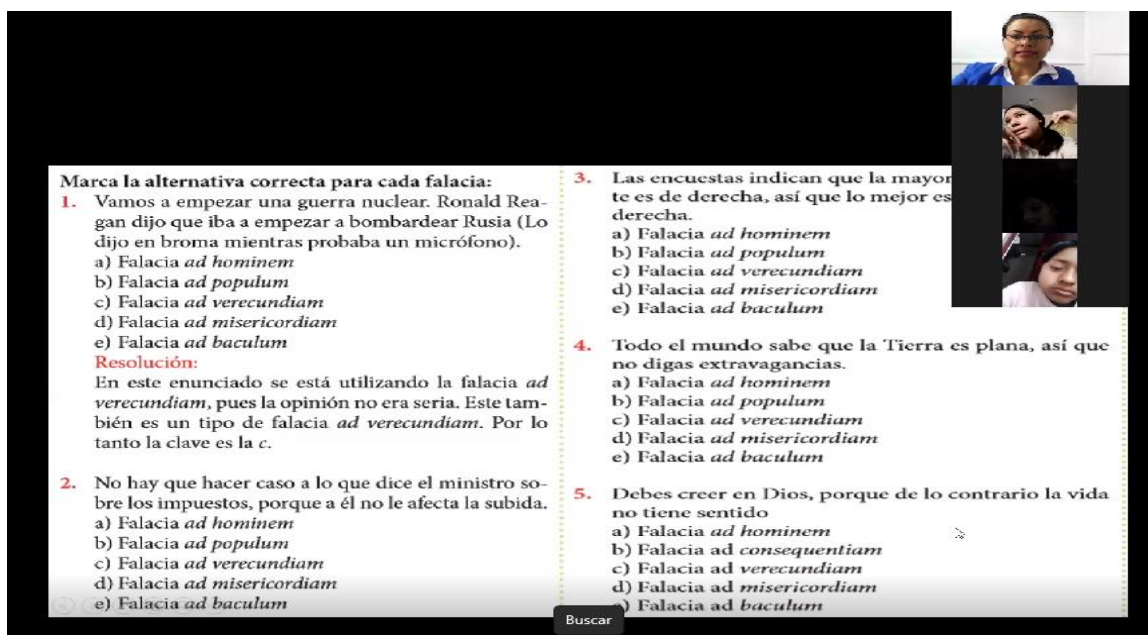 Marca la alternativa correcta para cada falacia:
1. Vamos a empezar una guerra nuclear. Ronald Rea-
gan dijo que iba a empezar a bombardear Rusia (Lo
dijo en broma mientras probaba un micrófono).
a) Falacia ad hominem
b) Falacia ad populum
c) Falacia ad verecundiam
d) Falacia ad misericordiam
e) Falacia ad baculum
Resolución:
En este enunciado se está utilizando la falacia ad
verecundiam, pues la opinión no era seria. Este tam-
bién es un tipo de falacia ad verecundiam. Por lo
tanto la clave es la c.
2. No hay que hacer caso a lo que dice el ministro so-
bre los impuestos, porque a él no le afecta la subida.
a) Falacia ad hominem
b) Falacia ad populum
c) Falacia ad verecundiam
d) Falacia ad misericordiam
e) Falacia ad baculum
3. Las encuestas indican que la mayor
te es de derecha, así que lo mejor es
derecha.
a) Falacia ad hominem
b) Falacia ad populum
c) Falacia ad verecundiam
d) Falacia ad misericordiam
e) Falacia ad baculum
4. Todo el mundo sabe que la Tierra es plana, así que
no digas extravagancias.
a) Falacia ad hominem
b) Falacia ad populum
c) Falacia ad verecundiam
d) Falacia ad misericordiam
e) Falacia ad baculum
5. Debes creer en Dios, porque de lo contrario la vida
no tiene sentido
a) Falacia ad hominem
b) Falacia ad consequentiam
c) Falacia ad verecundiam
d) Falacia ad misericordiam
) Falacia ad baculum
Buscar